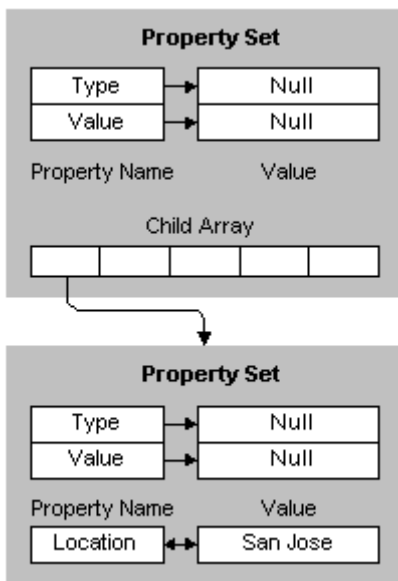 Property Set
Type Null
Value Null
Property Name Value
Child Array
Property Set
Type Null
Value Null
Property Name Value
Location San Jose